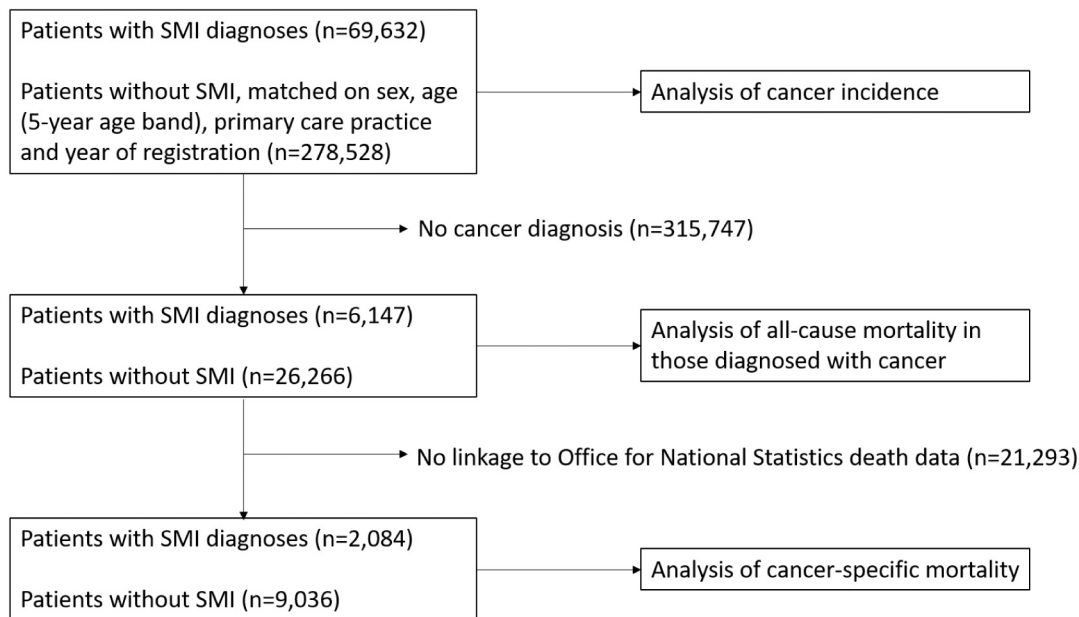 Patients with SMI diagnoses (n=69,632)
Patients without SMI, matched on sex, age
(5-year age band), primary care practice
and year of registration (n=278,528)
Analysis of cancer incidence
No cancer diagnosis (n=315,747)
Patients with SMI diagnoses (n=6,147)
Patients without SMI (n=26,266)
Analysis of all-cause mortality in
those diagnosed with cancer
No linkage to Office for National Statistics death data (n=21,293)
Patients with SMI diagnoses (n=2,084)
Patients without SMI (n=9,036)
Analysis of cancer-specific mortality